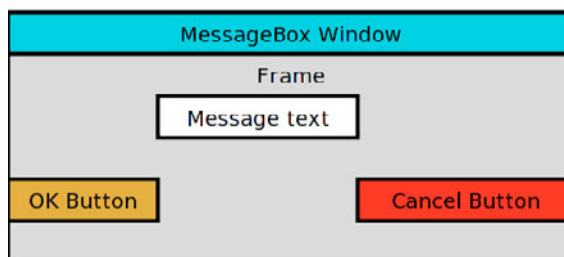 MessageBox Window
Frame
Message text
OK Button
Cancel Button